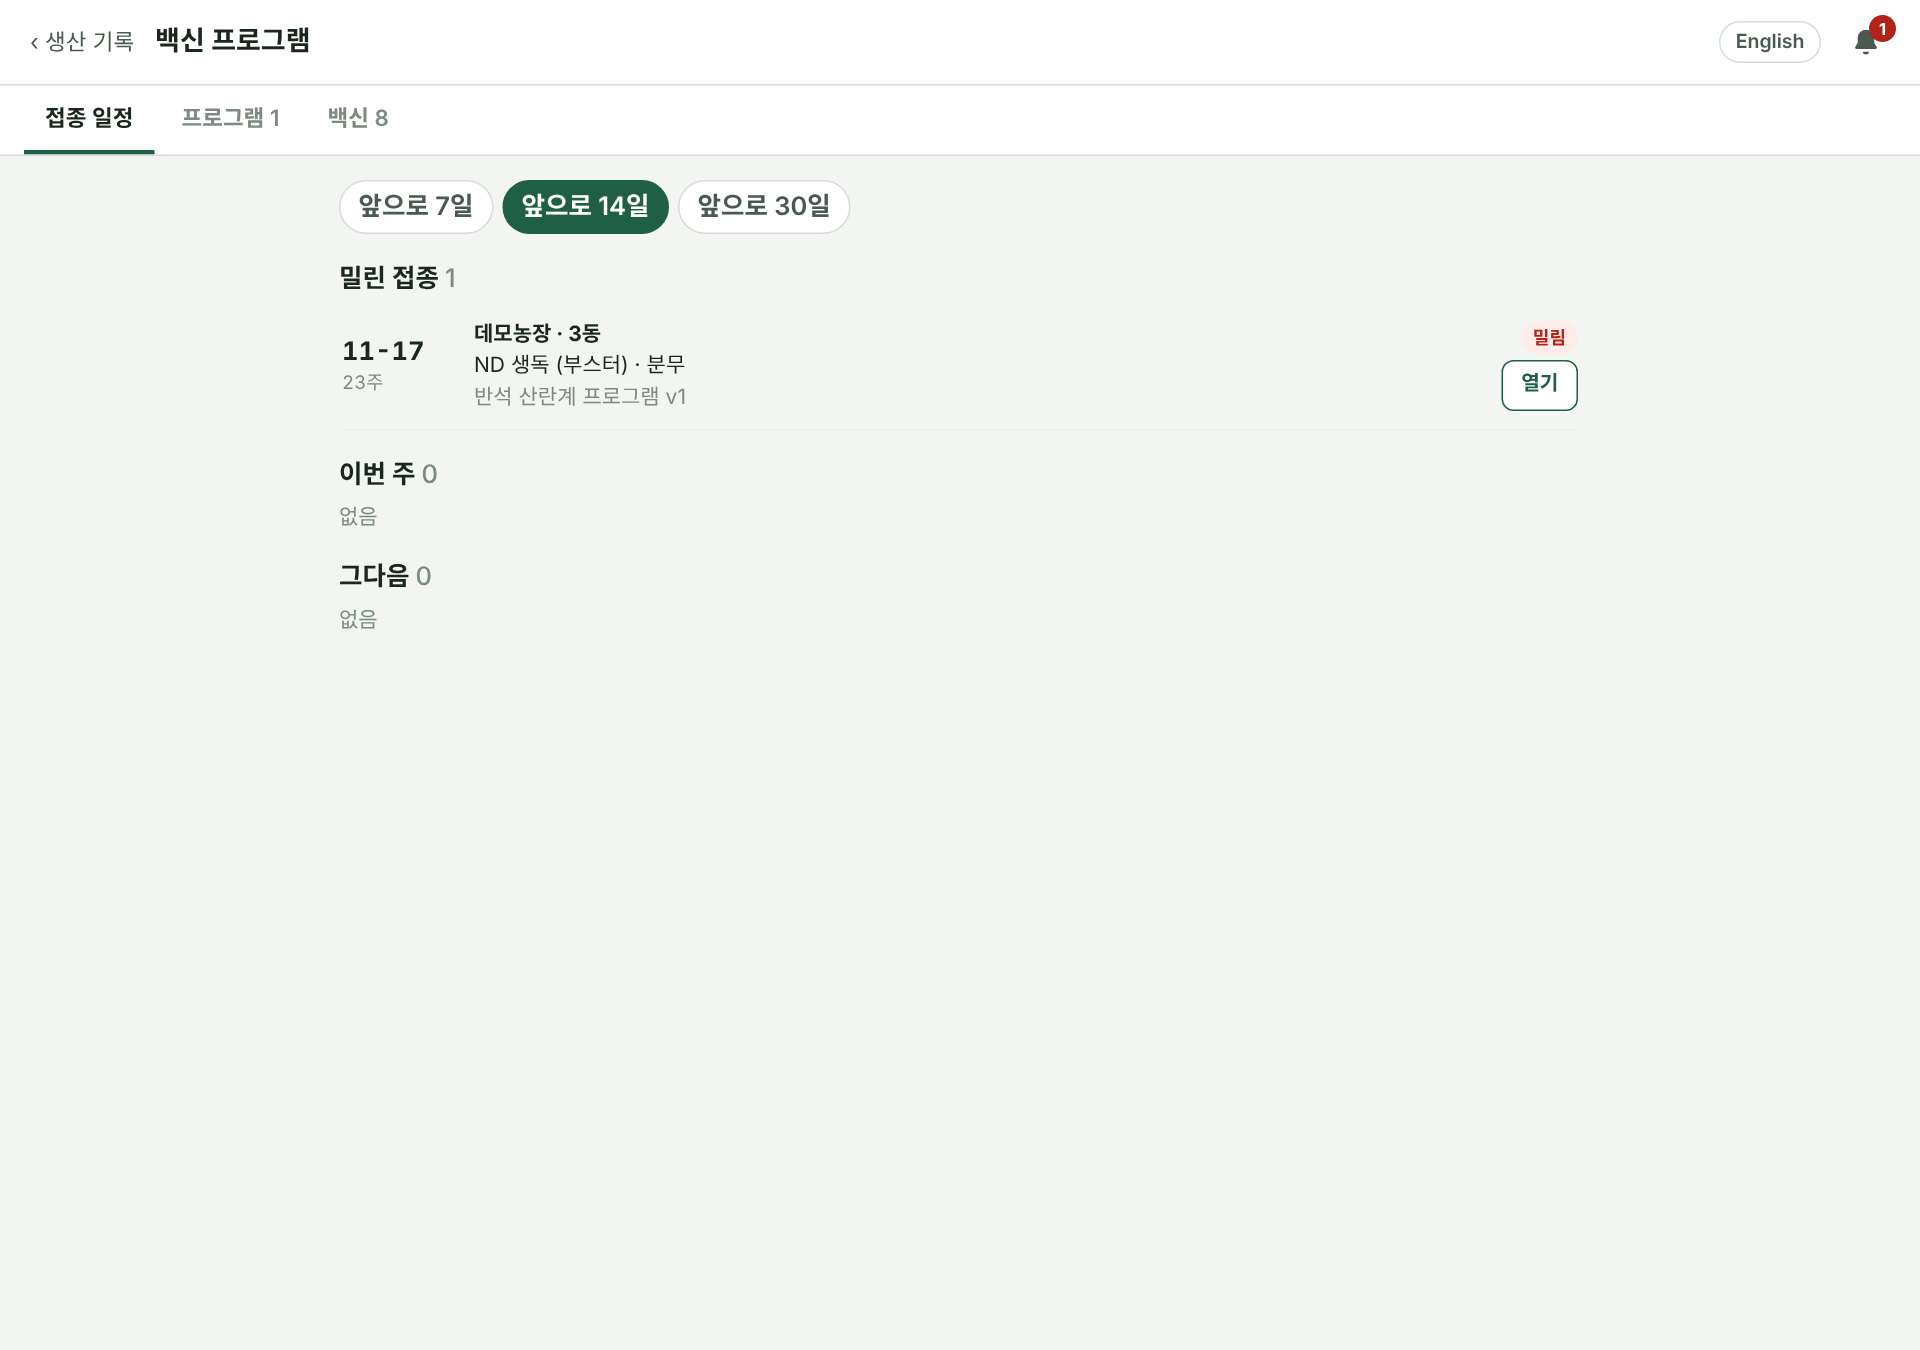 ‹ 생산 기록 백신 프로그램 English 1
접종 일정 프로그램 1 백신 8
앞으로 7일 앞으로 14일 앞으로 30일
밀린 접종 1
11-17
23주
데모농장 · 3동
ND 생독 (부스터) · 분무
반석 산란계 프로그램 v1
밀림
열기
이번 주 0
없음
그다음 0
없음